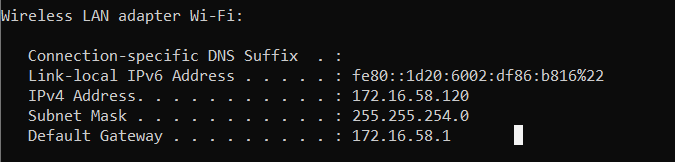 Wireless LAN adapter Wi-Fi:
Connection-specific DNS Suffix  . :
Link-local IPv6 Address . . . . . : fe80::1d20:6002:df86:b816%22
IPv4 Address. . . . . . . . . . . : 172.16.58.120
Subnet Mask . . . . . . . . . . . : 255.255.254.0
Default Gateway . . . . . . . . . : 172.16.58.1